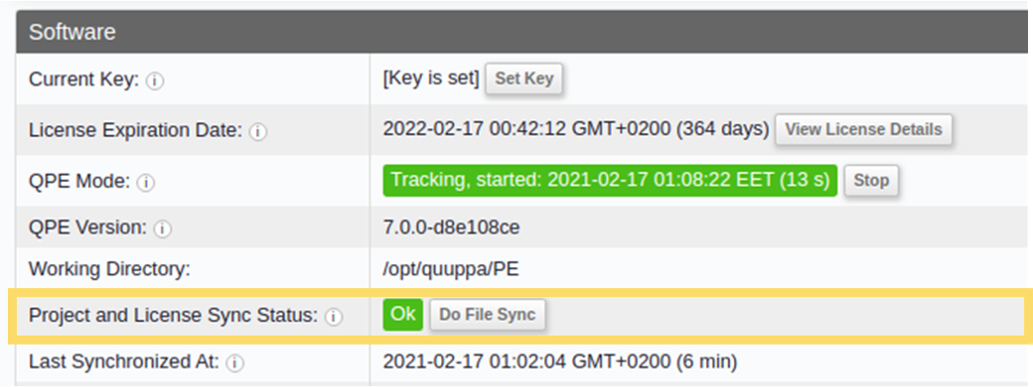 Software
Current Key: [Key is set] Set Key
License Expiration Date: 2022-02-17 00:42:12 GMT+0200 (364 days) View License Details
QPE Mode: Tracking, started: 2021-02-17 01:08:22 EET (13 s) Stop
QPE Version: 7.0.0-d8e108ce
Working Directory: /opt/quuppa/PE
Project and License Sync Status: Ok Do File Sync
Last Synchronized At: 2021-02-17 01:02:04 GMT+0200 (6 min)